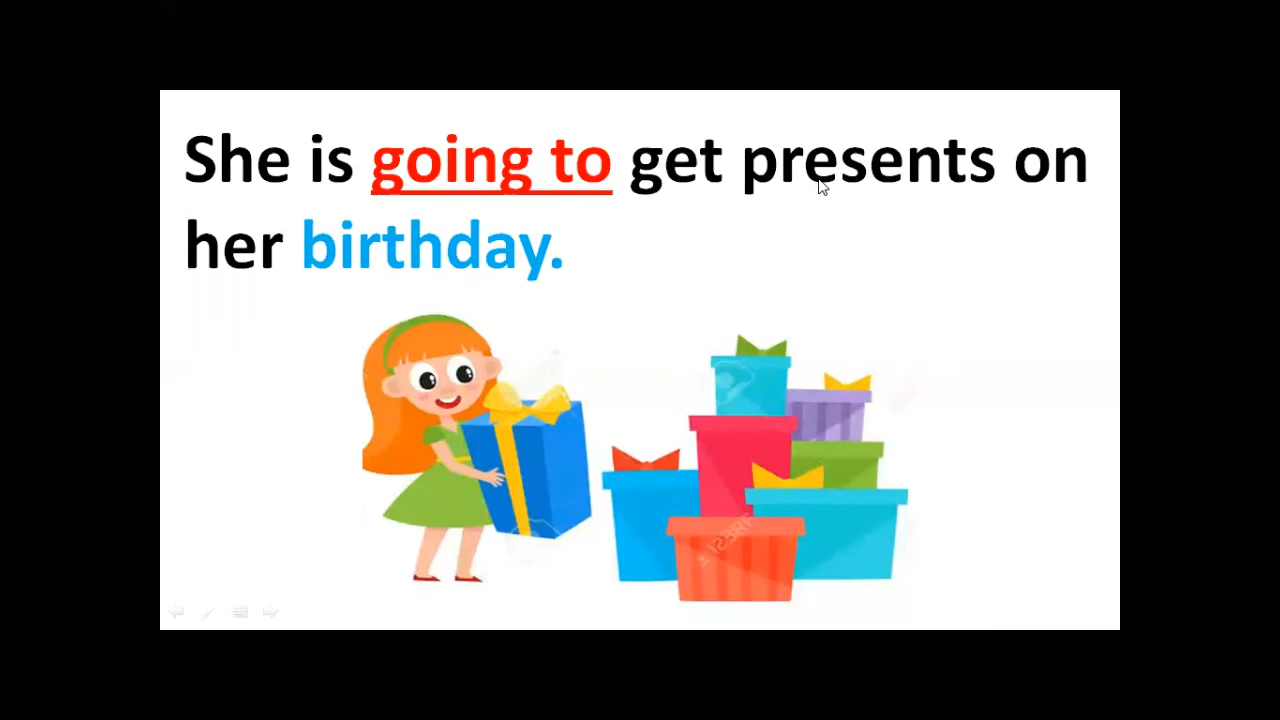 She is going to get presents on
her birthday.